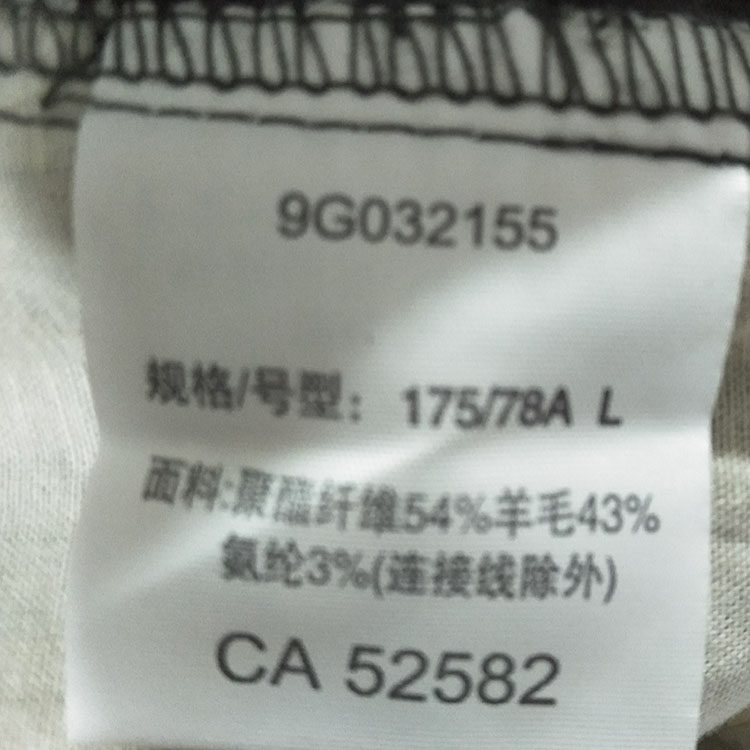 9G032155
规格/号型：175/78A L
面料:聚酯纤维54%羊毛43%
氨纶3%(连接线除外)
CA 52582